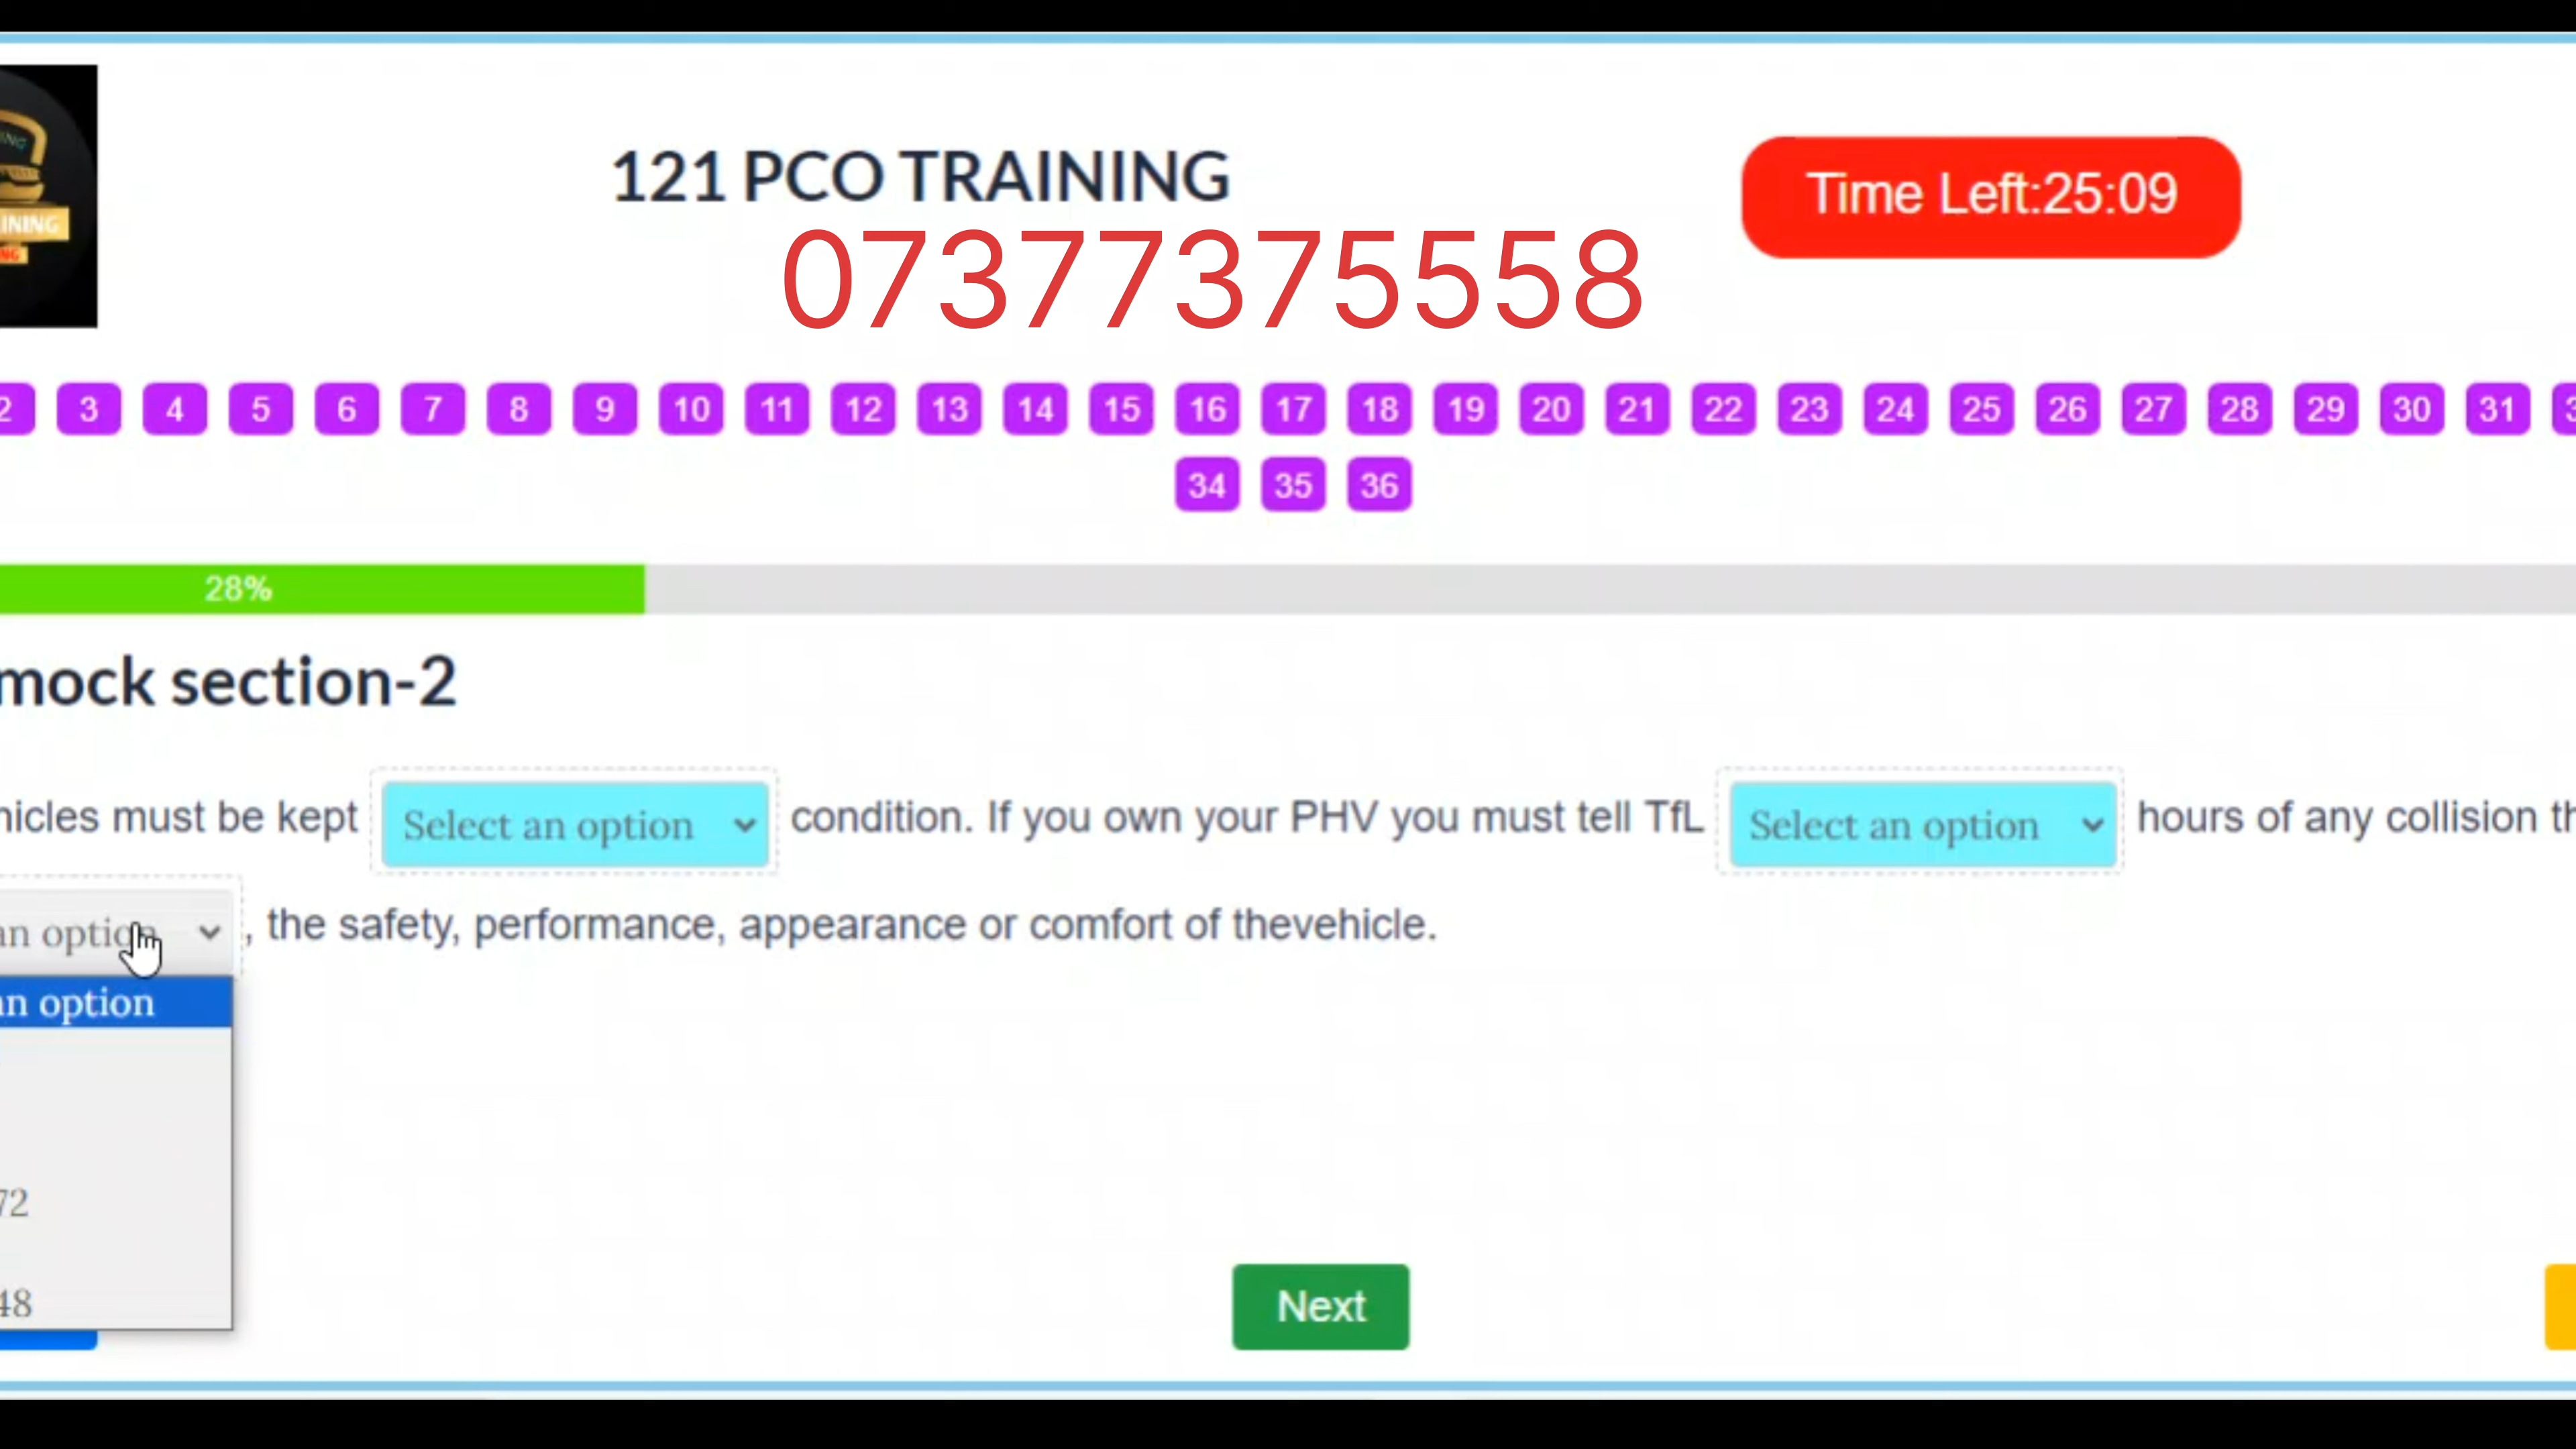 ING
INING
NG
121 PCO TRAINING
07377375558
Time Left:25:09
2 3 4 5 6 7 8 9 10 11 12 13 14 15 16 17 18 19 20 21 22 23 24 25 26 27 28 29 30 31 3
34 35 36
28%
mock section-2
hicles must be kept Select an option condition. If you own your PHV you must tell TfL Select an option hours of any collision th
an option , the safety, performance, appearance or comfort of thevehicle.
an option
72
48
Next